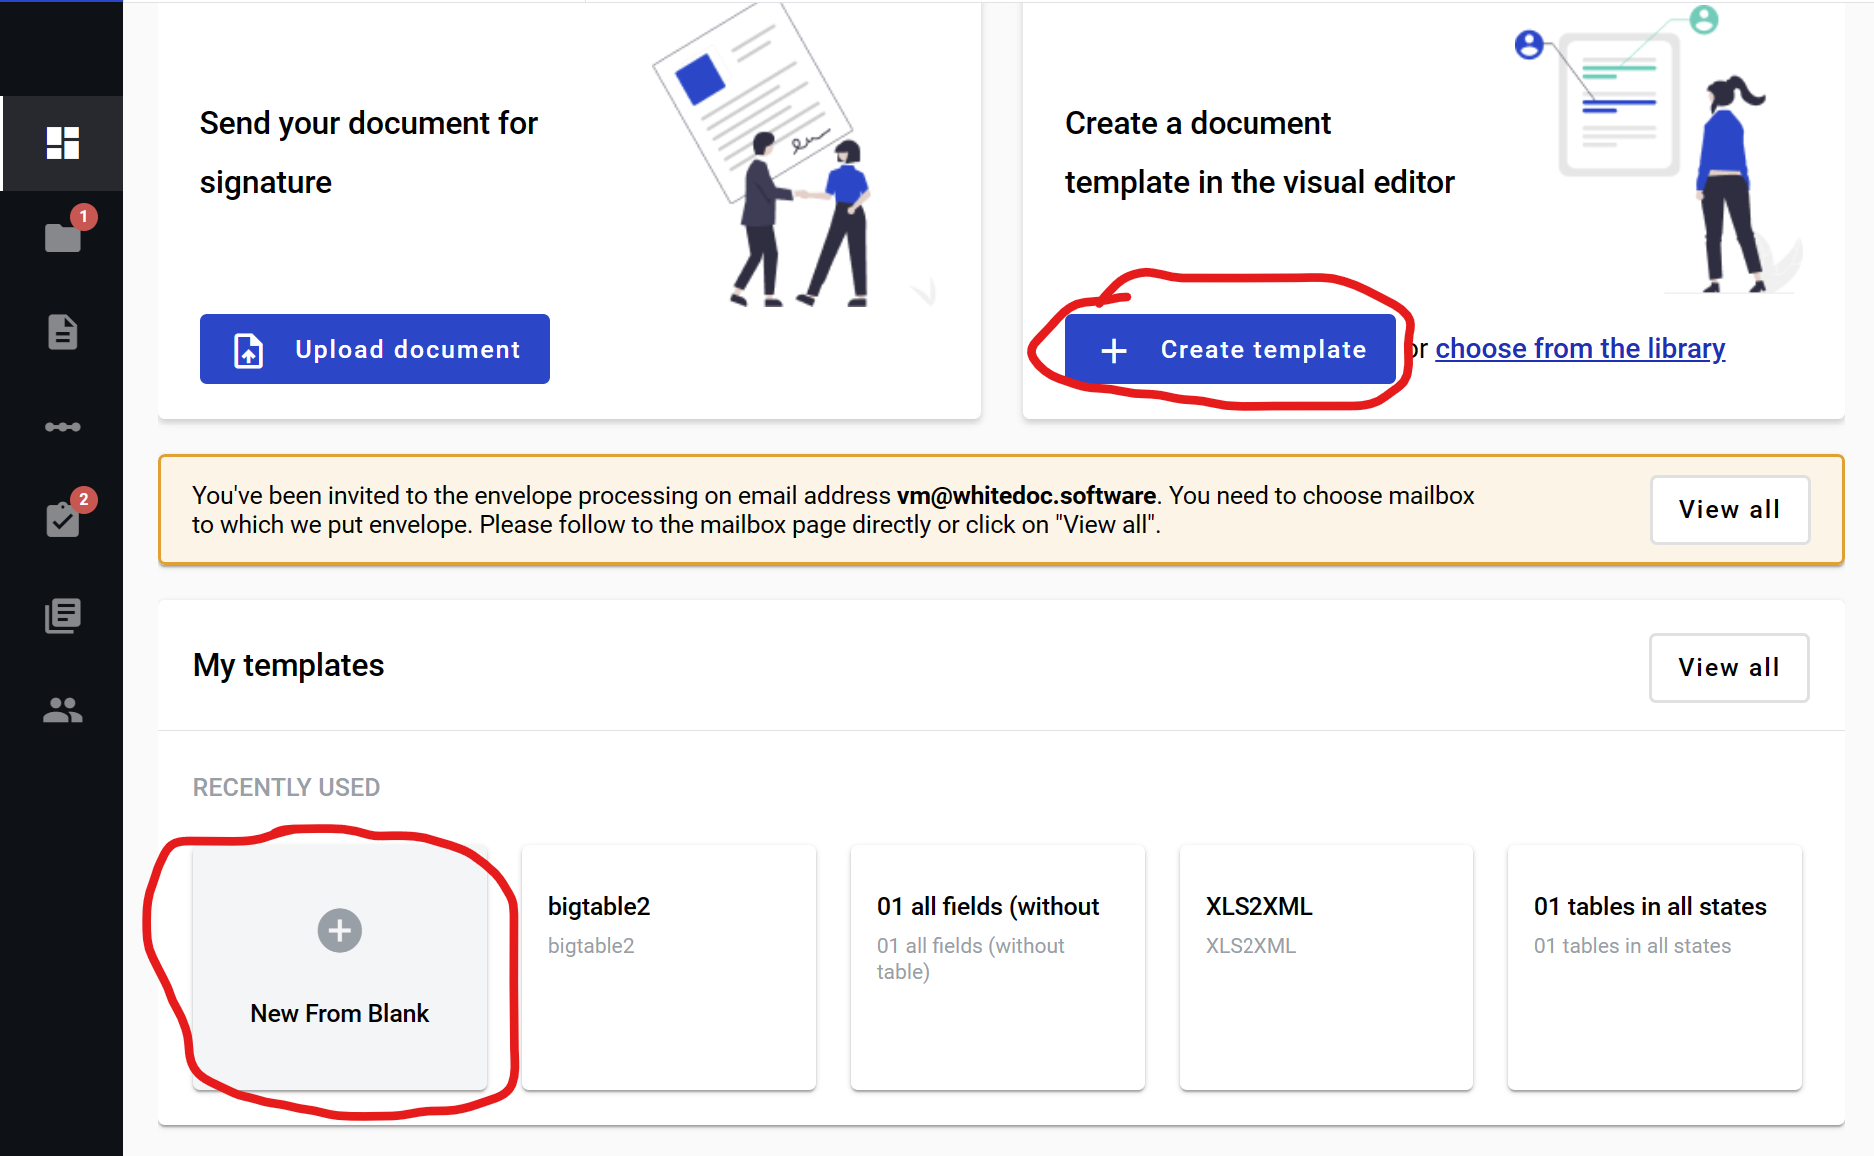 1
2
Send your document for
signature
Upload document
Create a document
template in the visual editor
Create template
or choose from the library
You've been invited to the envelope processing on email address vm@whitedoc.software. You need to choose mailbox
to which we put envelope. Please follow to the mailbox page directly or click on "View all".
View all
My templates
View all
RECENTLY USED
New From Blank
bigtable2
bigtable2
01 all fields (without
01 all fields (without
table)
XLS2XML
XLS2XML
01 tables in all states
01 tables in all states